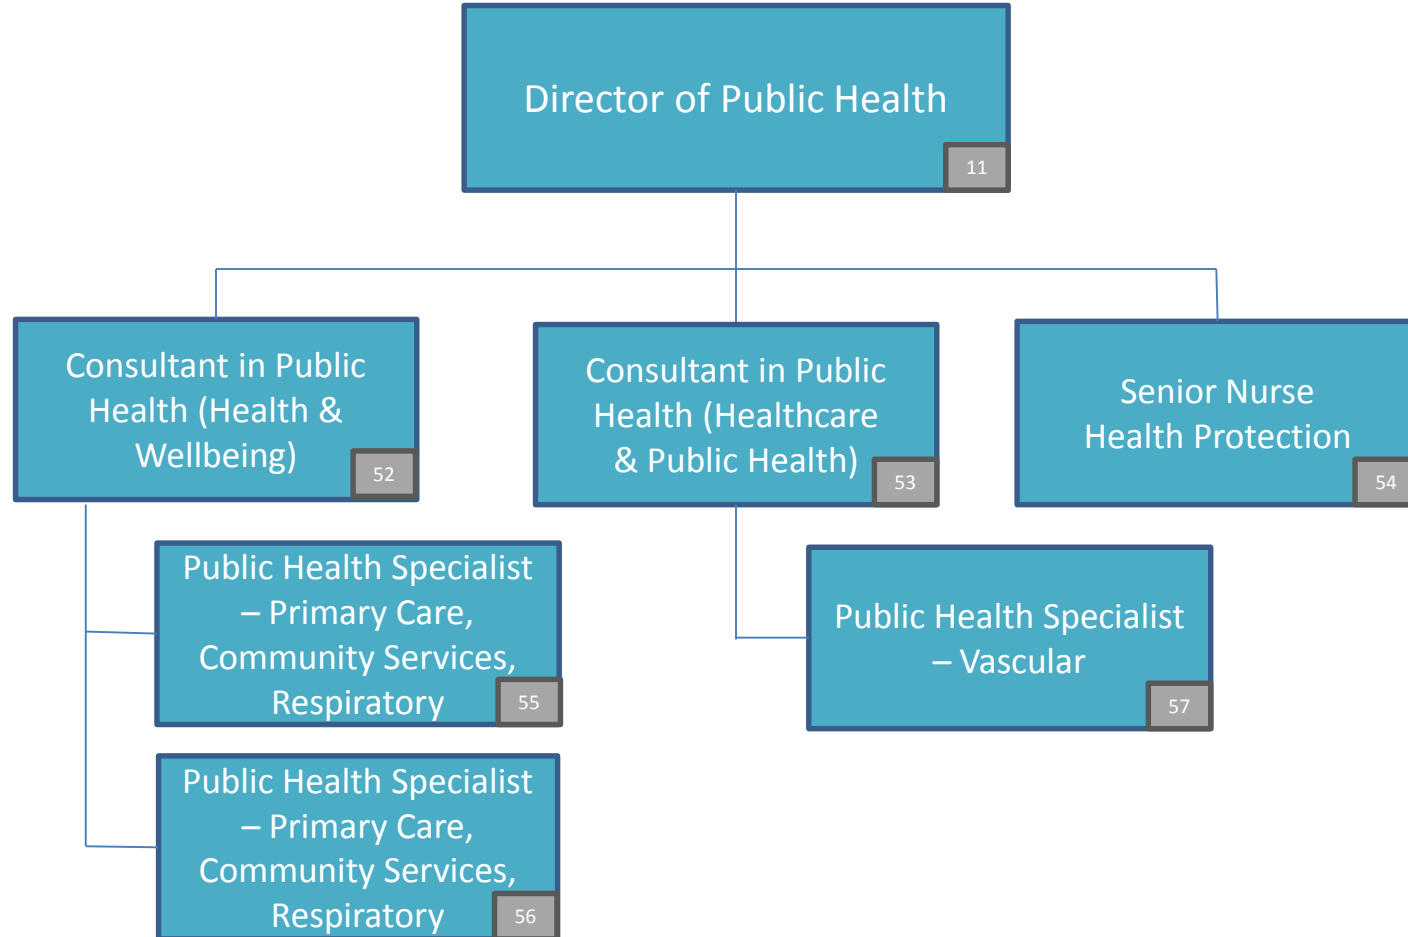 Director of Public Health
11
Consultant in Public
Health (Health &
Wellbeing)
52
Consultant in Public
Health (Healthcare
& Public Health)
53
Senior Nurse
Health Protection
54
Public Health Specialist
– Primary Care,
Community Services,
Respiratory
55
Public Health Specialist
– Vascular
57
Public Health Specialist
– Primary Care,
Community Services,
Respiratory
56